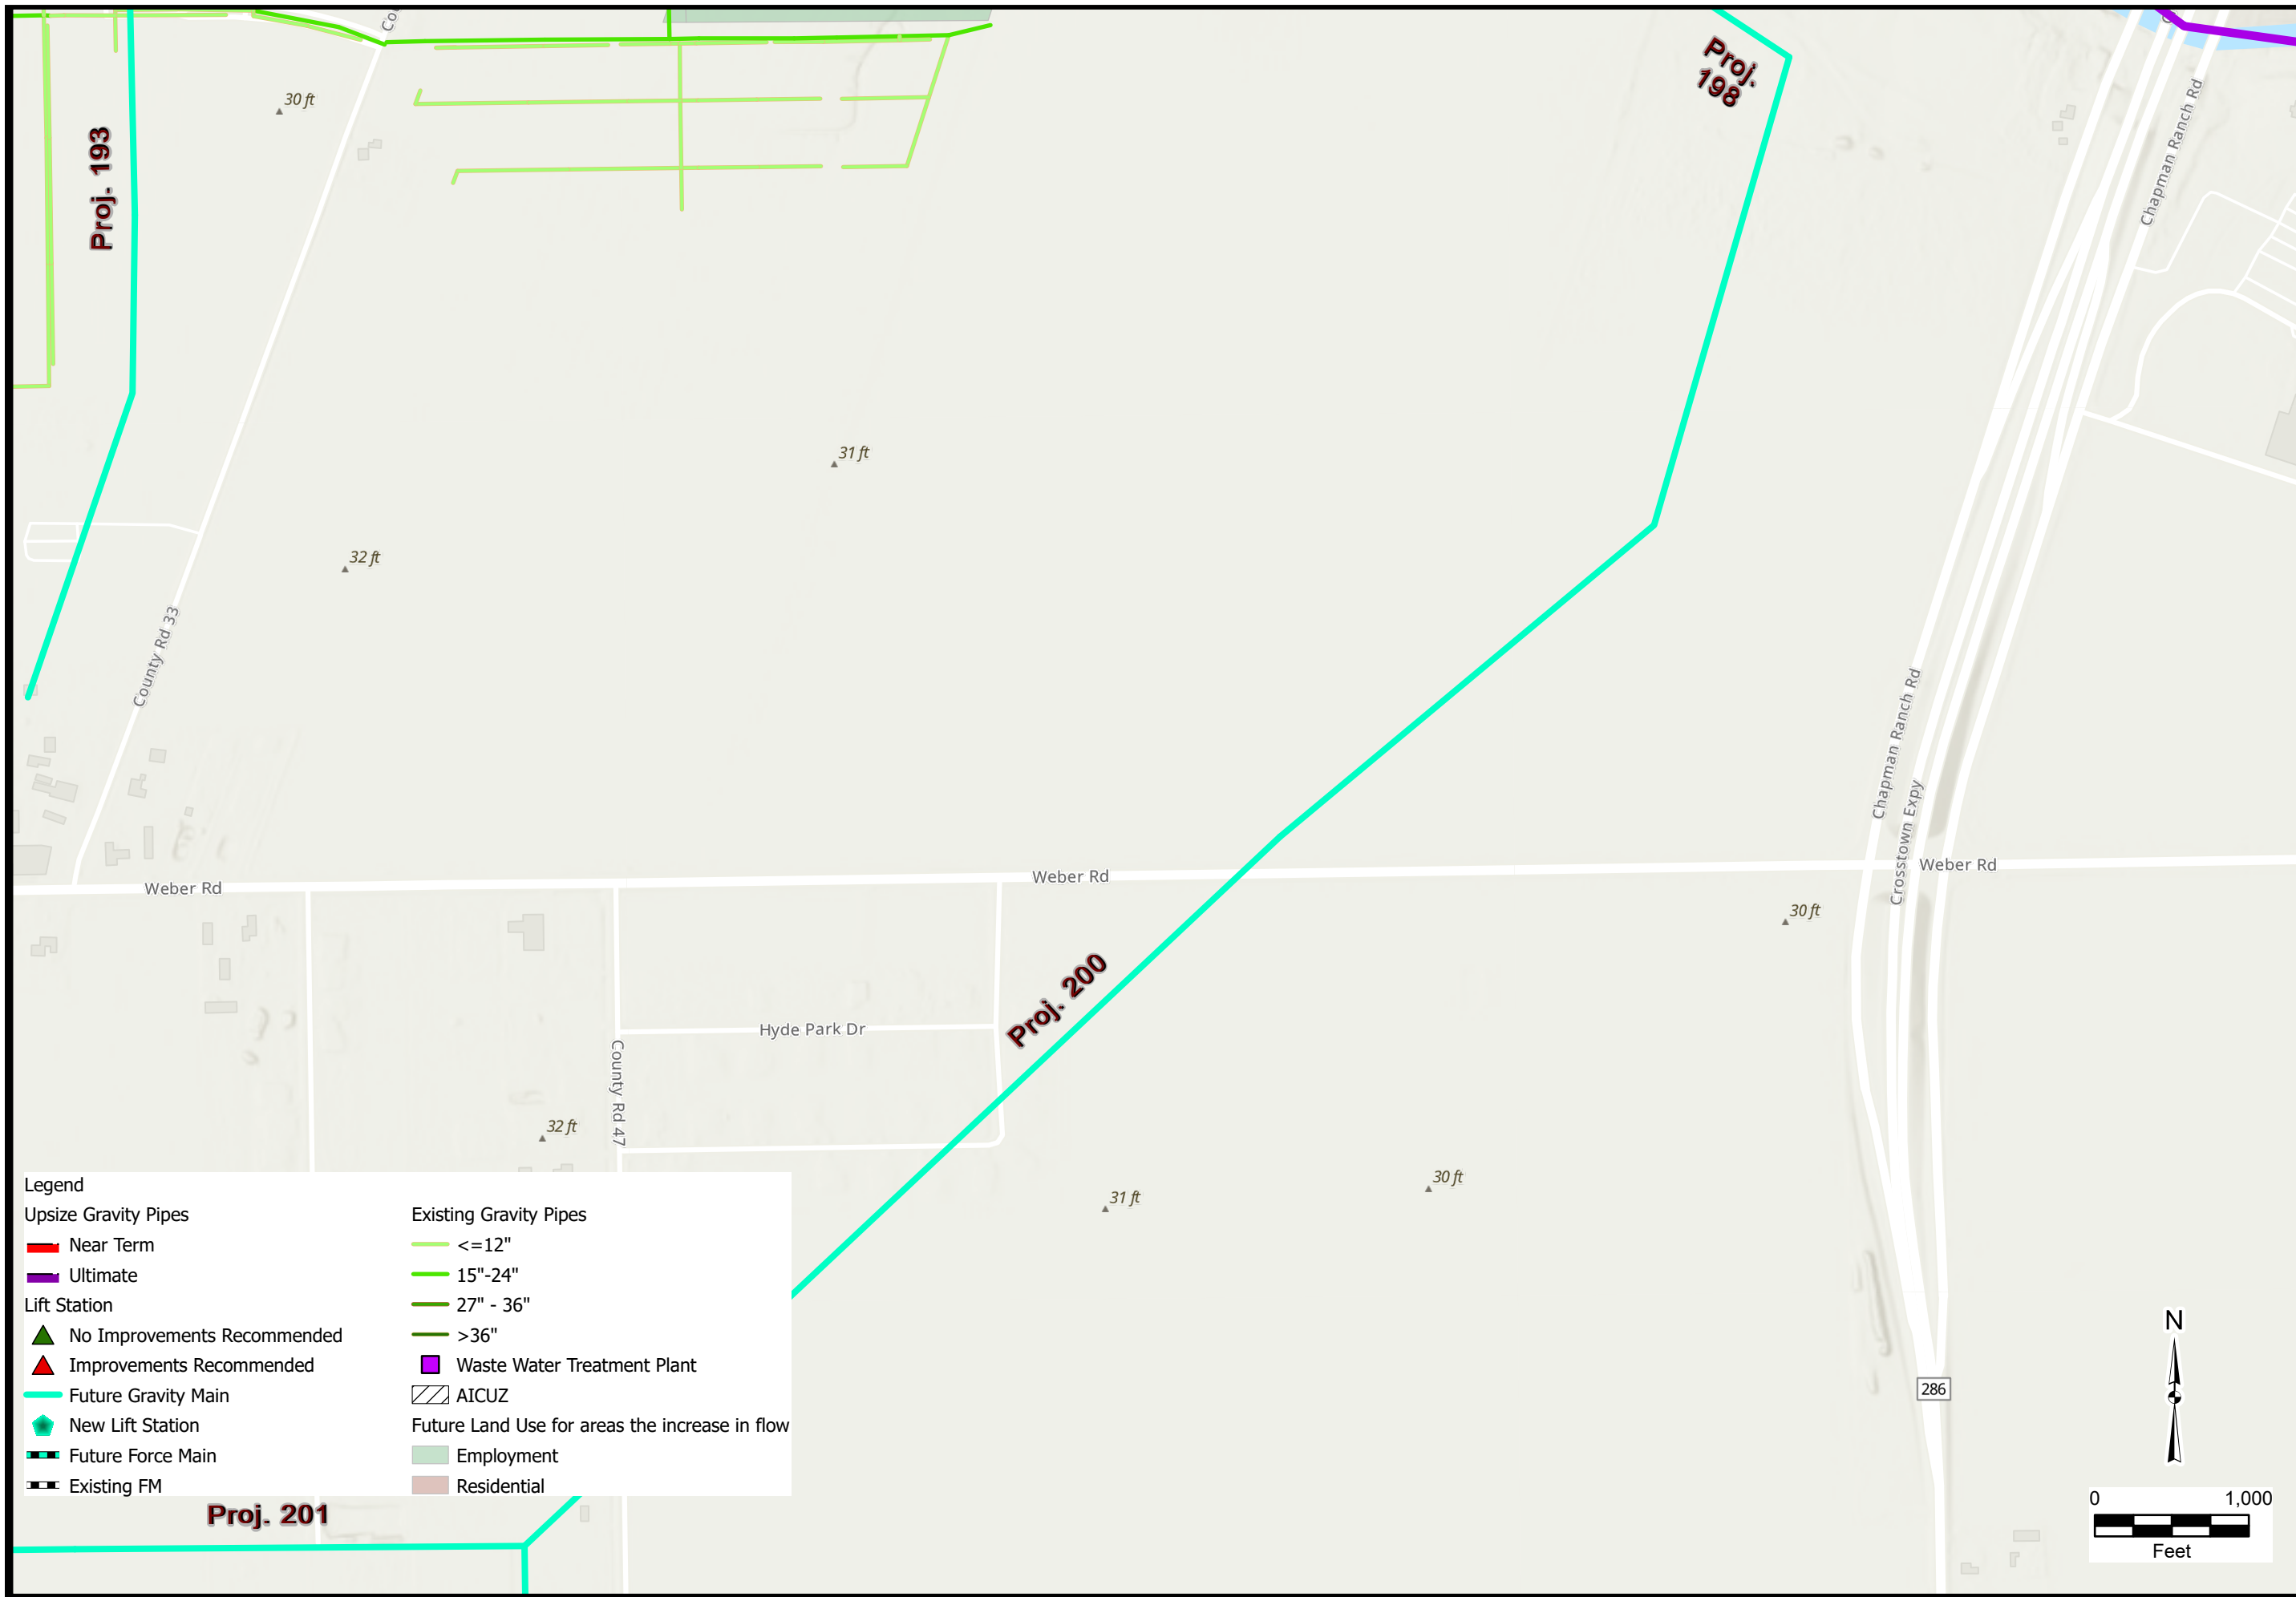 Cou
Proj.
198
30 ft
Chapman Ranch Rd
Proj. 193
31 ft
32 ft
County Rd 33
Chapman Ranch Rd
Crosstown Expy
Weber Rd
Weber Rd
Weber Rd
30 ft
Proj. 200
Hyde Park Dr
County Rd 47
32 ft
31 ft
30 ft
Legend
Upsize Gravity Pipes
Near Term
Ultimate
Lift Station
No Improvements Recommended
Improvements Recommended
Future Gravity Main
New Lift Station
Future Force Main
Existing FM
Existing Gravity Pipes
<=12"
15"-24"
27" - 36"
>36"
Waste Water Treatment Plant
AICUZ
Future Land Use for areas the increase in flow
Employment
Residential
286
N
0 1,000
Feet
Proj. 201